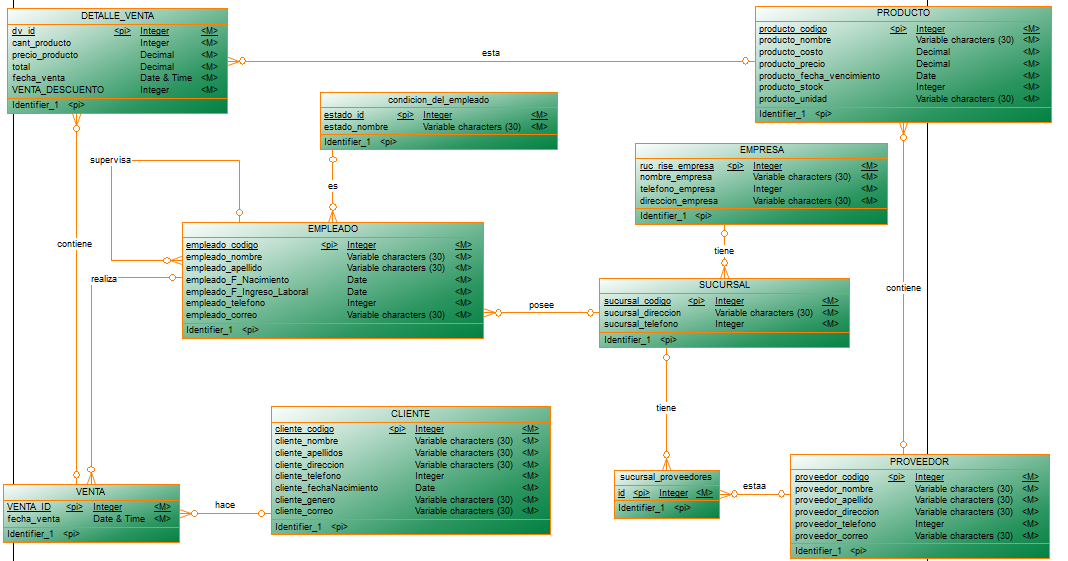 DETALLE_VENTA
dv_id <pi> Integer <M>
cant_producto Integer <M>
precio_producto Decimal <M>
total Decimal <M>
fecha_venta Date & Time <M>
VENTA_DESCUENTO Integer <M>
Identifier_1 <pi>
esta
PRODUCTO
producto_codigo <pi> Integer <M>
producto_nombre Variable characters (30) <M>
producto_costo Decimal <M>
producto_precio Decimal <M>
producto_fecha_vencimiento Date <M>
producto_stock Integer <M>
producto_unidad Variable characters (30) <M>
Identifier_1 <pi>
condicion_del_empleado
estado_id <pi> Integer <M>
estado_nombre Variable characters (30) <M>
Identifier_1 <pi>
EMPRESA
ruc_rise_empresa <pi> Integer <M>
nombre_empresa Variable characters (30) <M>
telefono_empresa Integer <M>
direccion_empresa Variable characters (30) <M>
Identifier_1 <pi>
supervisa
es
EMPLEADO
empleado_codigo <pi> Integer <M>
empleado_nombre Variable characters (30) <M>
empleado_apellido Variable characters (30) <M>
empleado_F_Nacimiento Date <M>
empleado_F_Ingreso_Laboral Date <M>
empleado_telefono Integer <M>
empleado_correo Variable characters (30) <M>
Identifier_1 <pi>
contiene
realiza
tiene
posee
SUCURSAL
sucursal_codigo <pi> Integer <M>
sucursal_direccion Variable characters (30) <M>
sucursal_telefono Integer <M>
Identifier_1 <pi>
contiene
tiene
CLIENTE
cliente_codigo <pi> Integer <M>
cliente_nombre Variable characters (30) <M>
cliente_apellidos Variable characters (30) <M>
cliente_direccion Variable characters (30) <M>
cliente_telefono Integer <M>
cliente_fechaNacimiento Date <M>
cliente_genero Variable characters (30) <M>
cliente_correo Variable characters (30) <M>
Identifier_1 <pi>
VENTA
VENTA_ID <pi> Integer <M>
fecha_venta Date & Time <M>
Identifier_1 <pi>
hace
sucursal_proveedores
id <pi> Integer <M>
Identifier_1 <pi>
estaa
PROVEEDOR
proveedor_codigo <pi> Integer <M>
proveedor_nombre Variable characters (30) <M>
proveedor_apellido Variable characters (30) <M>
proveedor_direccion Variable characters (30) <M>
proveedor_telefono Integer <M>
proveedor_correo Variable characters (30) <M>
Identifier_1 <pi>